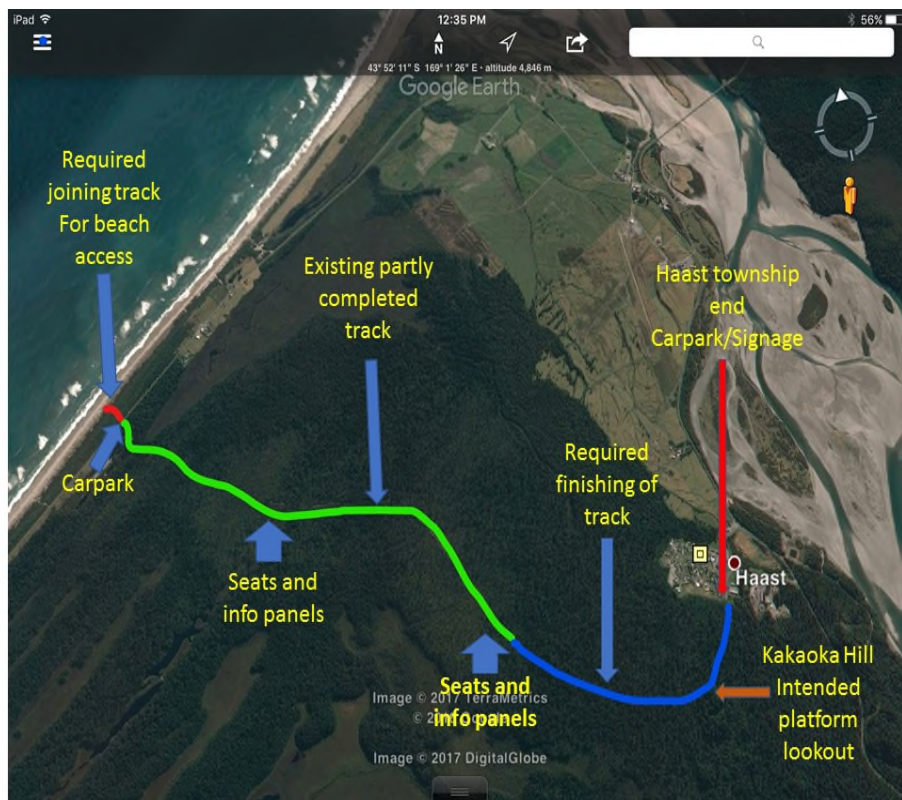 iPad
12:35 PM
56%
N
43° 52' 11" S 169° 1' 26" E - altitude 4,846 m
Google Earth
Required
joining track
For beach
access
Existing partly
completed
track
Haast township
end
Carpark/Signage
Carpark
Required
finishing of
track
Seats and
info panels
Haast
Kakaoka Hill
Intended
platform
lookout
Seats and
info panels
Image © 2017 TerraMetrics
Image © 2017 DigitalGlobe